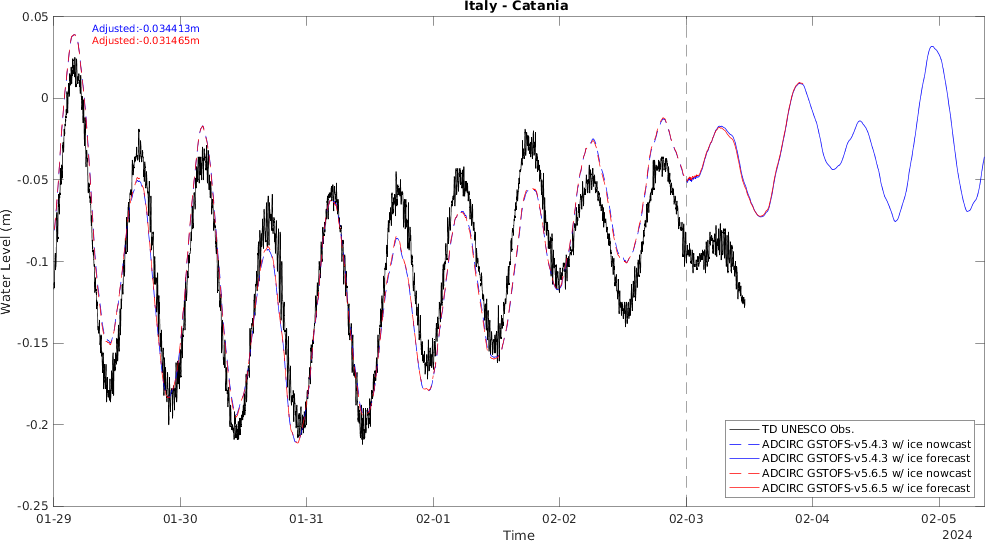 Italy - Catania
Adjusted:-0.034413m
Adjusted:-0.031465m
0.05
0
-0.05
-0.1
-0.15
-0.2
-0.25
Water Level (m)
01-29
01-30
01-31
02-01
02-02
02-03
02-04
02-05
Time
2024
TD UNESCO Obs.
ADCIRC GSTOFS-v5.4.3 w/ ice nowcast
ADCIRC GSTOFS-v5.4.3 w/ ice forecast
ADCIRC GSTOFS-v5.6.5 w/ ice nowcast
ADCIRC GSTOFS-v5.6.5 w/ ice forecast